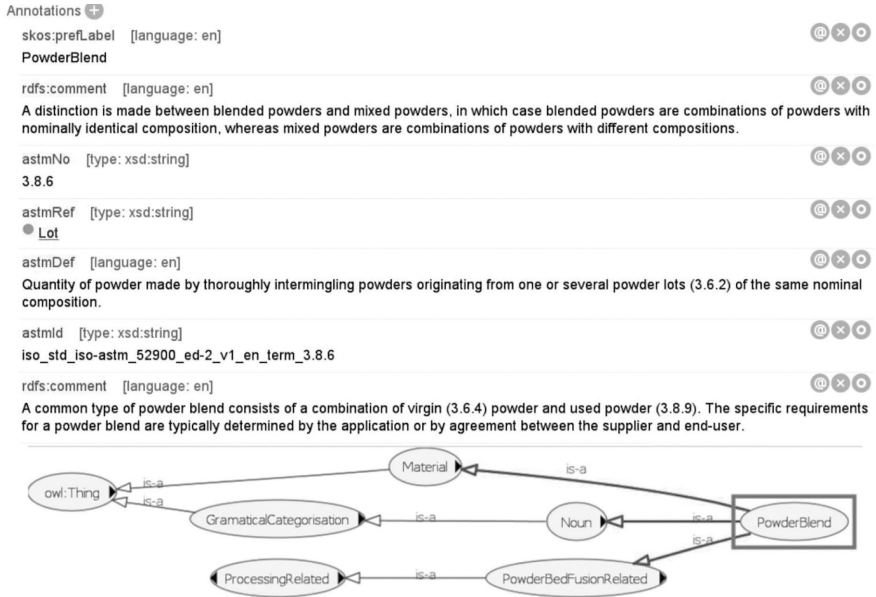 Annotations
skos:prefLabel [language: en]
PowderBlend
rdfs:comment [language: en]
A distinction is made between blended powders and mixed powders, in which case blended powders are combinations of powders with
nominally identical composition, whereas mixed powders are combinations of powders with different compositions.
astmNo [type: xsd:string]
3.8.6
astmRef [type: xsd:string]
Lot
astmDef [language: en]
Quantity of powder made by thoroughly intermingling powders originating from one or several powder lots (3.6.2) of the same nominal
composition.
astmId [type: xsd:string]
iso_std_iso-astm_52900_ed-2_v1_en_term_3.8.6
rdfs:comment [language: en]
A common type of powder blend consists of a combination of virgin (3.6.4) powder and used powder (3.8.9). The specific requirements
for a powder blend are typically determined by the application or by agreement between the supplier and end-user.
Material
is-a
is-a
owl:Thing
is-a
GramaticalCategorisation
is-a
Noun
is-a
PowderBlend
is-a
ProcessingRelated
is-a
PowderBedFusionRelated